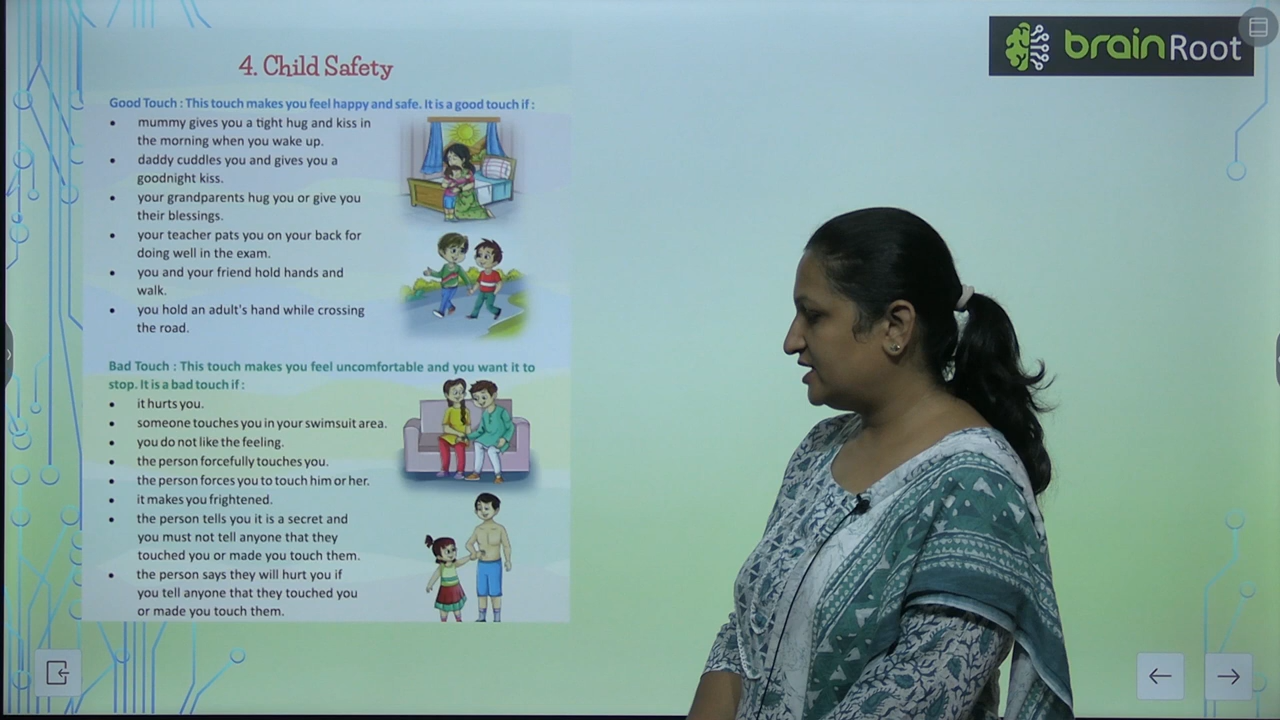 brainRoot
4. Child Safety
Good Touch : This touch makes you feel happy and safe. It is a good touch if :
• mummy gives you a tight hug and kiss in
the morning when you wake up.
• daddy cuddles you and gives you a
goodnight kiss.
• your grandparents hug you or give you
their blessings.
• your teacher pats you on your back for
doing well in the exam.
• you and your friend hold hands and
walk.
• you hold an adult's hand while crossing
the road.
Bad Touch : This touch makes you feel uncomfortable and you want it to
stop. It is a bad touch if :
• it hurts you.
• someone touches you in your swimsuit area.
• you do not like the feeling.
• the person forcefully touches you.
• the person forces you to touch him or her.
• it makes you frightened.
• the person tells you it is a secret and
you must not tell anyone that they
touched you or made you touch them.
• the person says they will hurt you if
you tell anyone that they touched you
or made you touch them.